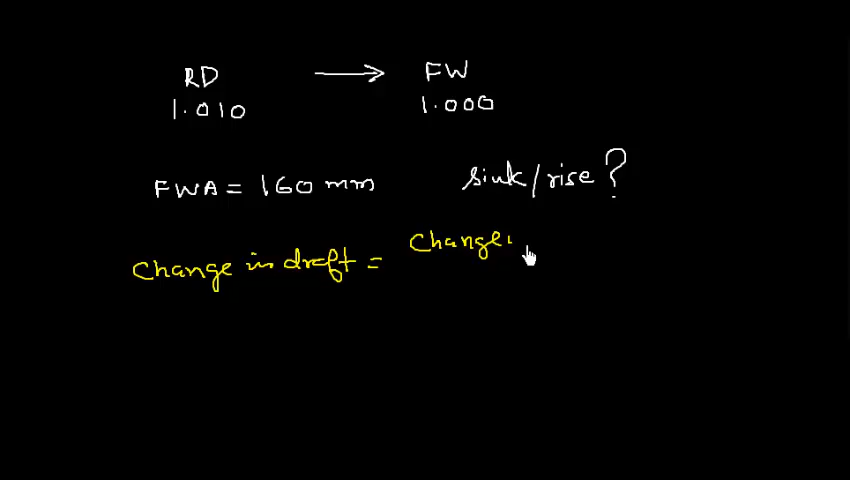 RD → FW
1.010 1.000
FWA = 160 mm sink/rise?
Change in draft = Change